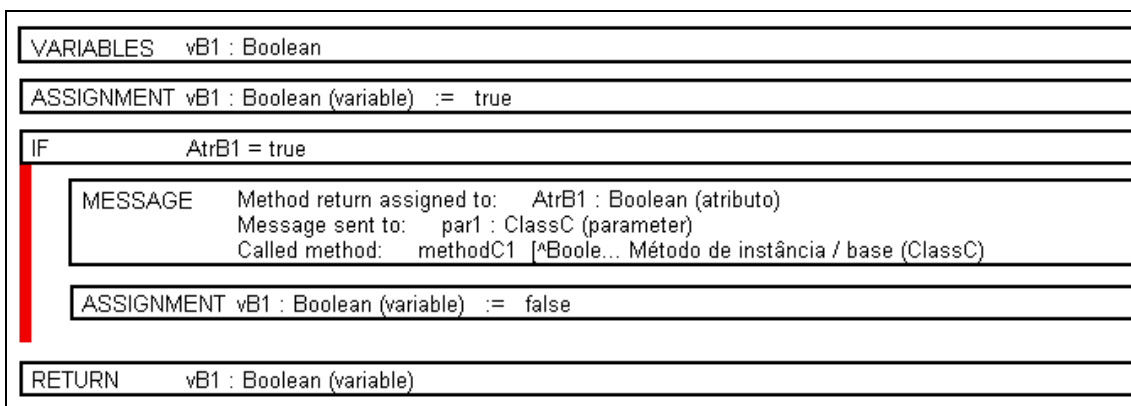 VARIABLES vB1 : Boolean
ASSIGNMENT vB1 : Boolean (variable) := true
IF AtrB1 = true
MESSAGE Method return assigned to: AtrB1 : Boolean (atributo)
Message sent to: par1 : ClassC (parameter)
Called method: methodC1 [^Boole... Método de instância / base (ClassC)
ASSIGNMENT vB1 : Boolean (variable) := false
RETURN vB1 : Boolean (variable)